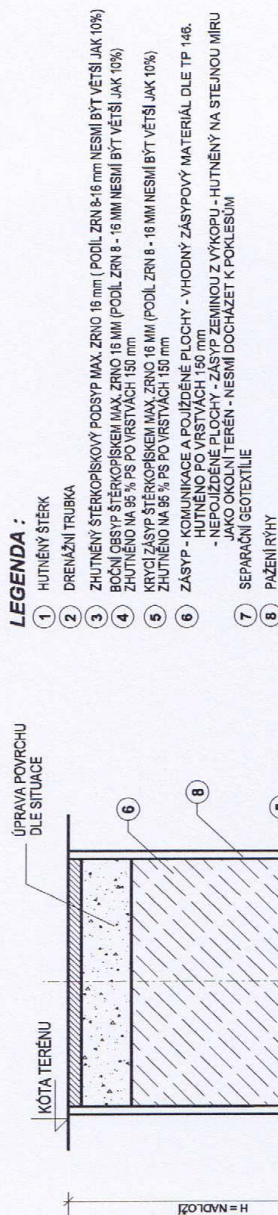 LEGENDA :
1 HUTNĚNÝ ŠTĚRK
2 DRENÁŽNÍ TRUBKA
3 ZHUTNĚNÝ ŠTĚRKOPÍSKOVÝ PODSYP MAX. ZRNO 16 mm ( PODÍL ZRN 8-16 mm NESMÍ BÝT VĚTŠÍ JAK 10%)
4 BOČNÍ OBSYP ŠTĚRKOPÍSKEM MAX. ZRNO 16 MM (PODÍL ZRN 8 - 16 MM NESMÍ BÝT VĚTŠÍ JAK 10%)
ZHUTNĚNO NA 95 % PS PO VRSTVÁCH 150 mm
5 KRYCÍ ZÁSYP ŠTĚRKOPÍSKEM MAX. ZRNO 16 MM (PODÍL ZRN 8 - 16 MM NESMÍ BÝT VĚTŠÍ JAK 10%)
ZHUTNĚNO NA 95 % PS PO VRSTVÁCH 150 mm
6 ZÁSYP - KOMUNIKACE A POJÍŽDĚNÉ PLOCHY - VHODNÝ ZÁSYPOVÝ MATERIÁL DLE TP 146.
HUTNĚNO PO VRSTVÁCH 150 mm
- NEPOJÍŽDĚNÉ PLOCHY - ZÁSYP ZEMINOU Z VÝKOPU - HUTNĚNÝ NA STEJNOU MÍRU
JAKO OKOLNÍ TERÉN - NESMÍ DOCHÁZET K POKLESŮM
7 SEPARAČNÍ GEOTEXTÍLIE
8 PAŽENÍ RÝHY
ÚPRAVA POVRCHU
DLE SITUACE
KÓTA TERÉNU
6
8
H = NADLOŽÍ